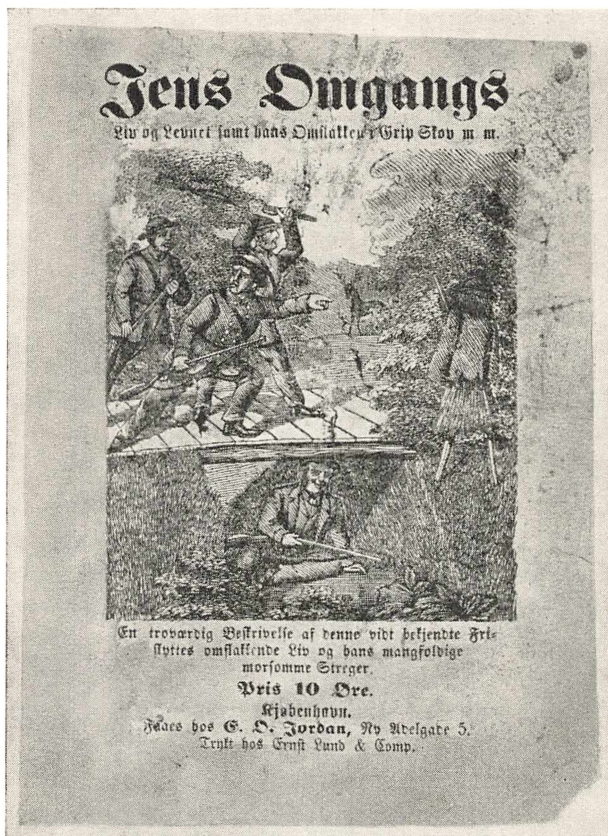 Jens Omgangs
Liv og Levnet samt hans Omflakken i Grip Skov m m.
En troværdig Beskrivelse af denne vidt bekjendte Fri-
skyttes omflakkende Liv og hans mangfoldige
morsomme Streger.
Pris 10 Øre.
Kjøbenhavn.
Faaes hos E. O. Jordan, Ny Adelgade 5.
Trykt hos Ernst Lund & Comp.